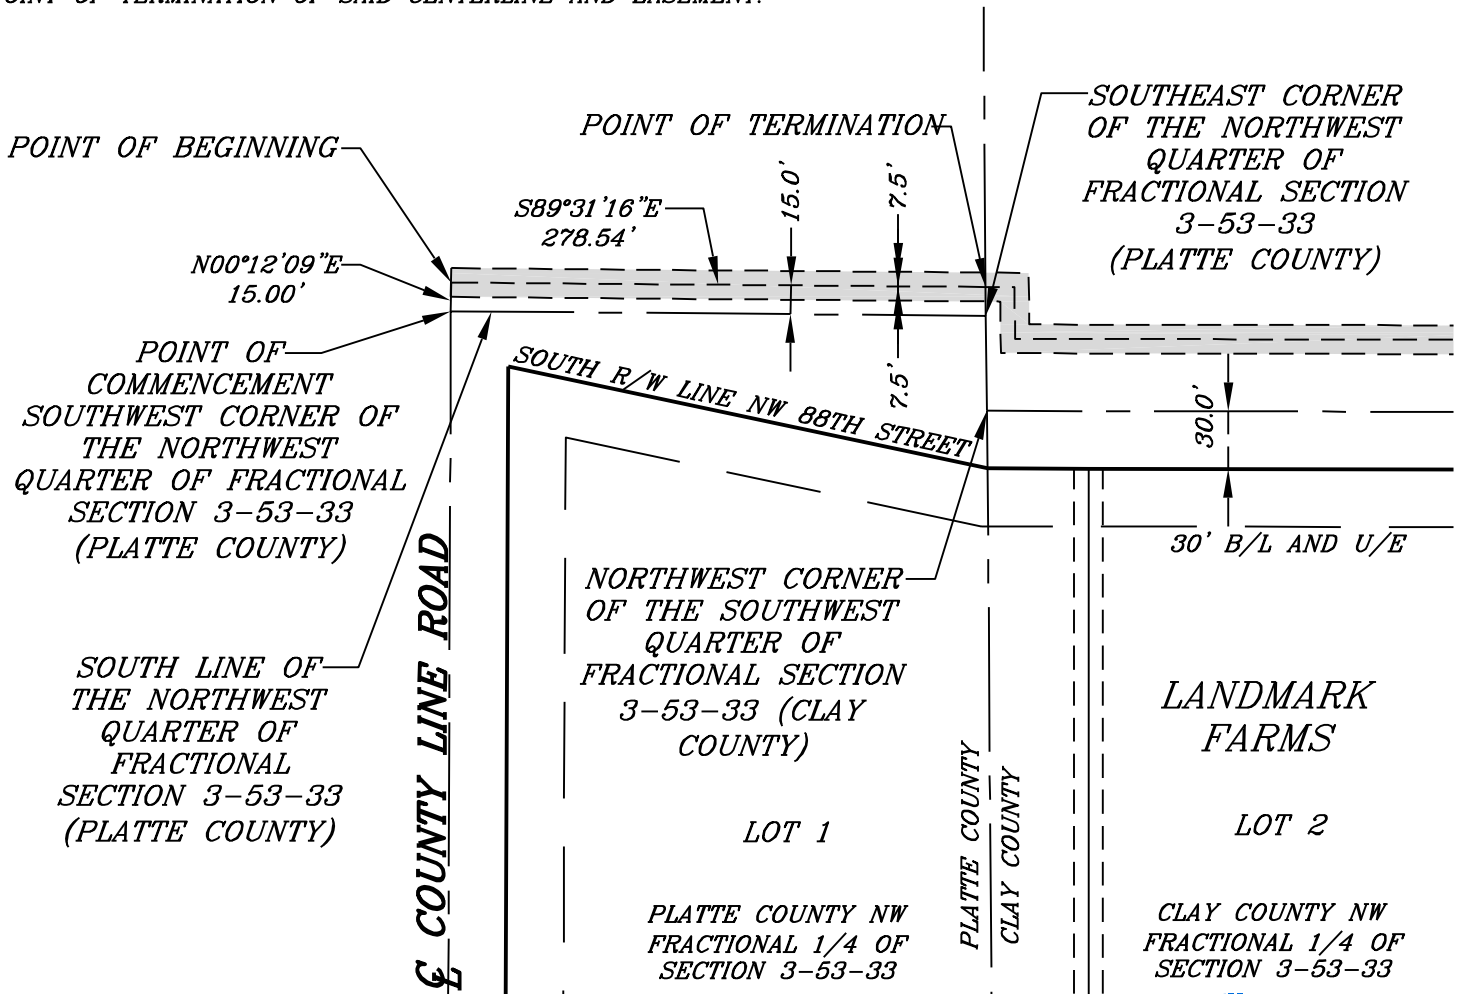 POINT OF TERMINATION OF SAID CENTERLINE AND EASEMENT.
POINT OF BEGINNING
POINT OF TERMINATION
SOUTHEAST CORNER
OF THE NORTHWEST
QUARTER OF
FRACTIONAL SECTION
3-53-33
(PLATTE COUNTY)
S89°31'16"E
278.54'
15.0'
7.5'
N00°12'09"E
15.00'
POINT OF
COMMENCEMENT
SOUTHWEST CORNER OF
THE NORTHWEST
QUARTER OF FRACTIONAL
SECTION 3-53-33
(PLATTE COUNTY)
SOUTH R/W LINE NW 88TH STREET
7.5'
30.0'
30' B/L AND U/E
NORTHWEST CORNER
OF THE SOUTHWEST
QUARTER OF
FRACTIONAL SECTION
3-53-33 (CLAY
COUNTY)
SOUTH LINE OF
THE NORTHWEST
QUARTER OF
FRACTIONAL
SECTION 3-53-33
(PLATTE COUNTY)
℄ COUNTY LINE ROAD
LANDMARK
FARMS
LOT 1
PLATTE COUNTY
CLAY COUNTY
LOT 2
PLATTE COUNTY NW
FRACTIONAL 1/4 OF
SECTION 3-53-33
CLAY COUNTY NW
FRACTIONAL 1/4 OF
SECTION 3-53-33